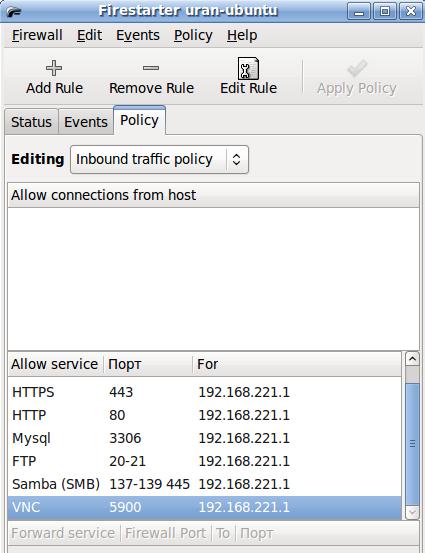 Firestarter uran-ubuntu
Firewall Edit Events Policy Help
Add Rule Remove Rule Edit Rule Apply Policy
Status Events Policy
Editing Inbound traffic policy
Allow connections from host
Allow service Порт For
HTTPS 443 192.168.221.1
HTTP 80 192.168.221.1
Mysql 3306 192.168.221.1
FTP 20-21 192.168.221.1
Samba (SMB) 137-139 445 192.168.221.1
VNC 5900 192.168.221.1
Forward service Firewall Port To Порт